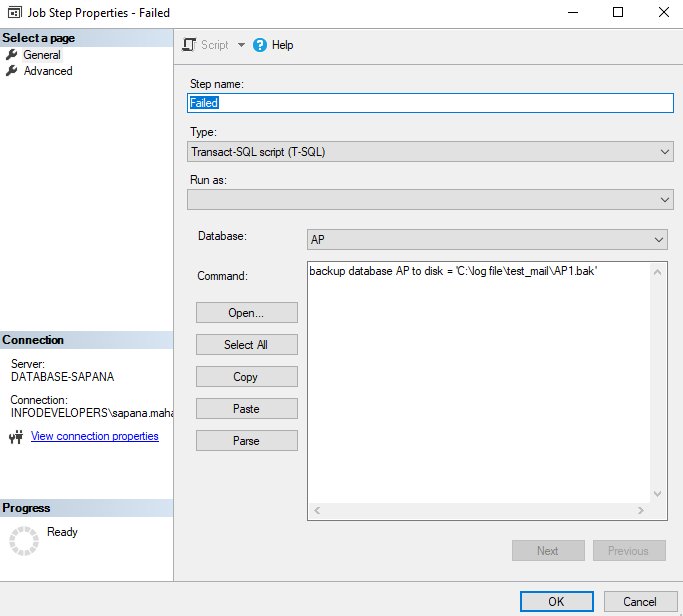 Job Step Properties - Failed
Select a page
General
Advanced
Script
Help
Step name:
Failed
Type:
Transact-SQL script (T-SQL)
Run as:
Database:
AP
Command:
backup database AP to disk = 'C:\log file\test_mail\AP1.bak'
Open...
Select All
Copy
Paste
Parse
Connection
Server:
DATABASE-SAPANA
Connection:
INFODEVELOPERS\sapana.maha
View connection properties
Progress
Ready
Next
Previous
OK
Cancel